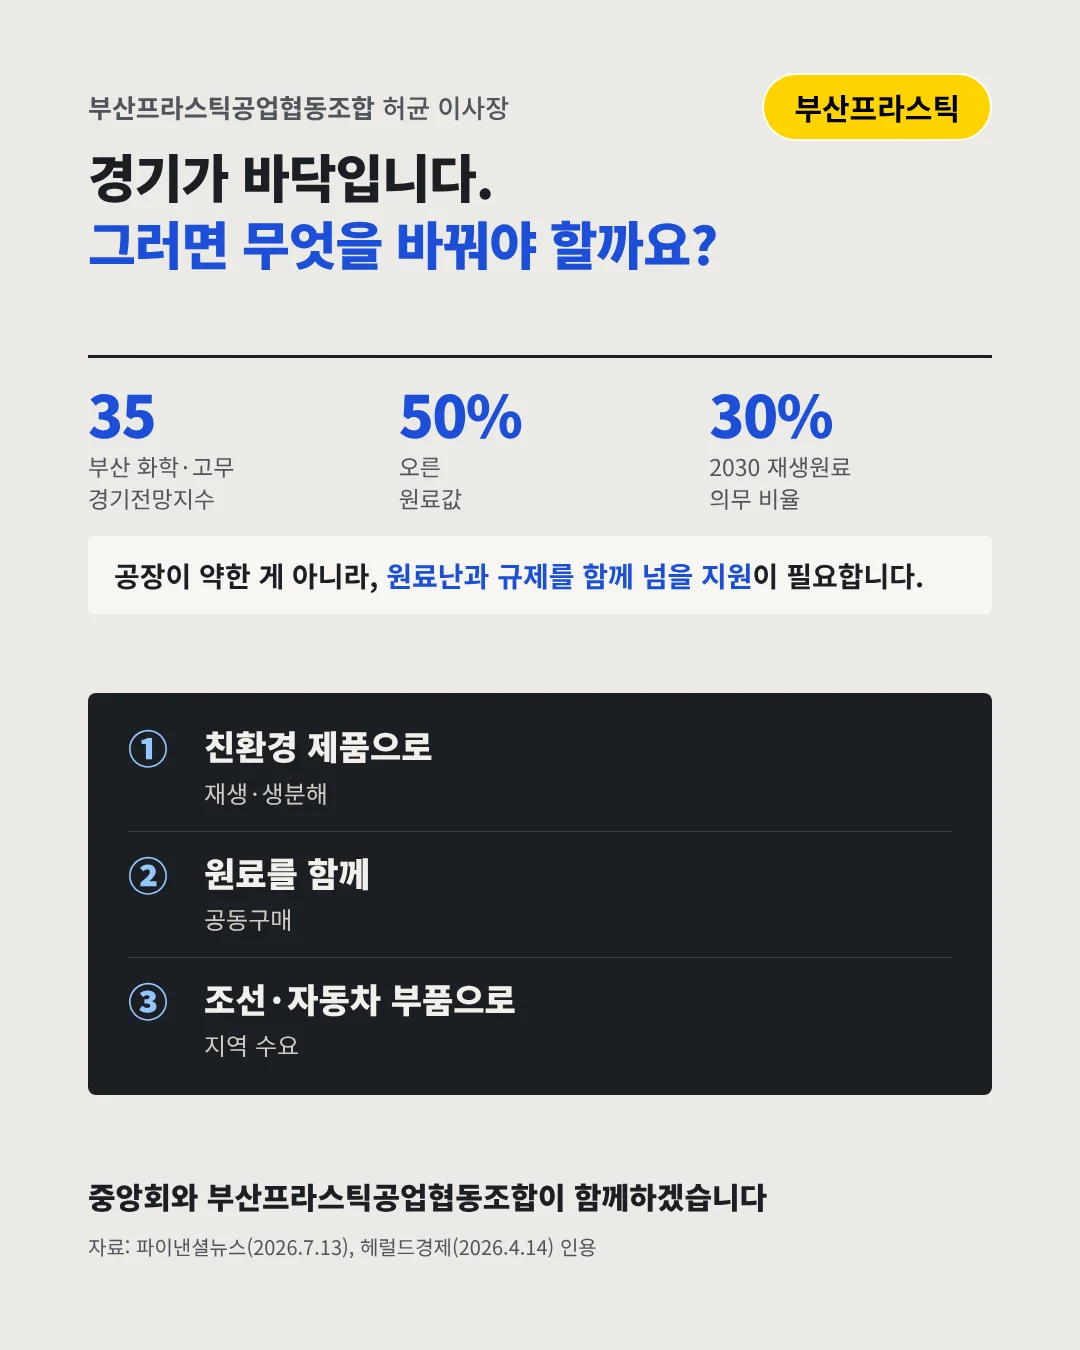 부산프라스틱공업협동조합 허균 이사장
부산프라스틱
경기가 바닥입니다.
그러면 무엇을 바꿔야 할까요?
35
부산 화학·고무
경기전망지수
50%
오른
원료값
30%
2030 재생원료
의무 비율
공장이 약한 게 아니라, 원료난과 규제를 함께 넘을 지원이 필요합니다.
① 친환경 제품으로
재생·생분해
② 원료를 함께
공동구매
③ 조선·자동차 부품으로
지역 수요
중앙회와 부산프라스틱공업협동조합이 함께하겠습니다
자료: 파이낸셜뉴스(2026.7.13), 헤럴드경제(2026.4.14) 인용